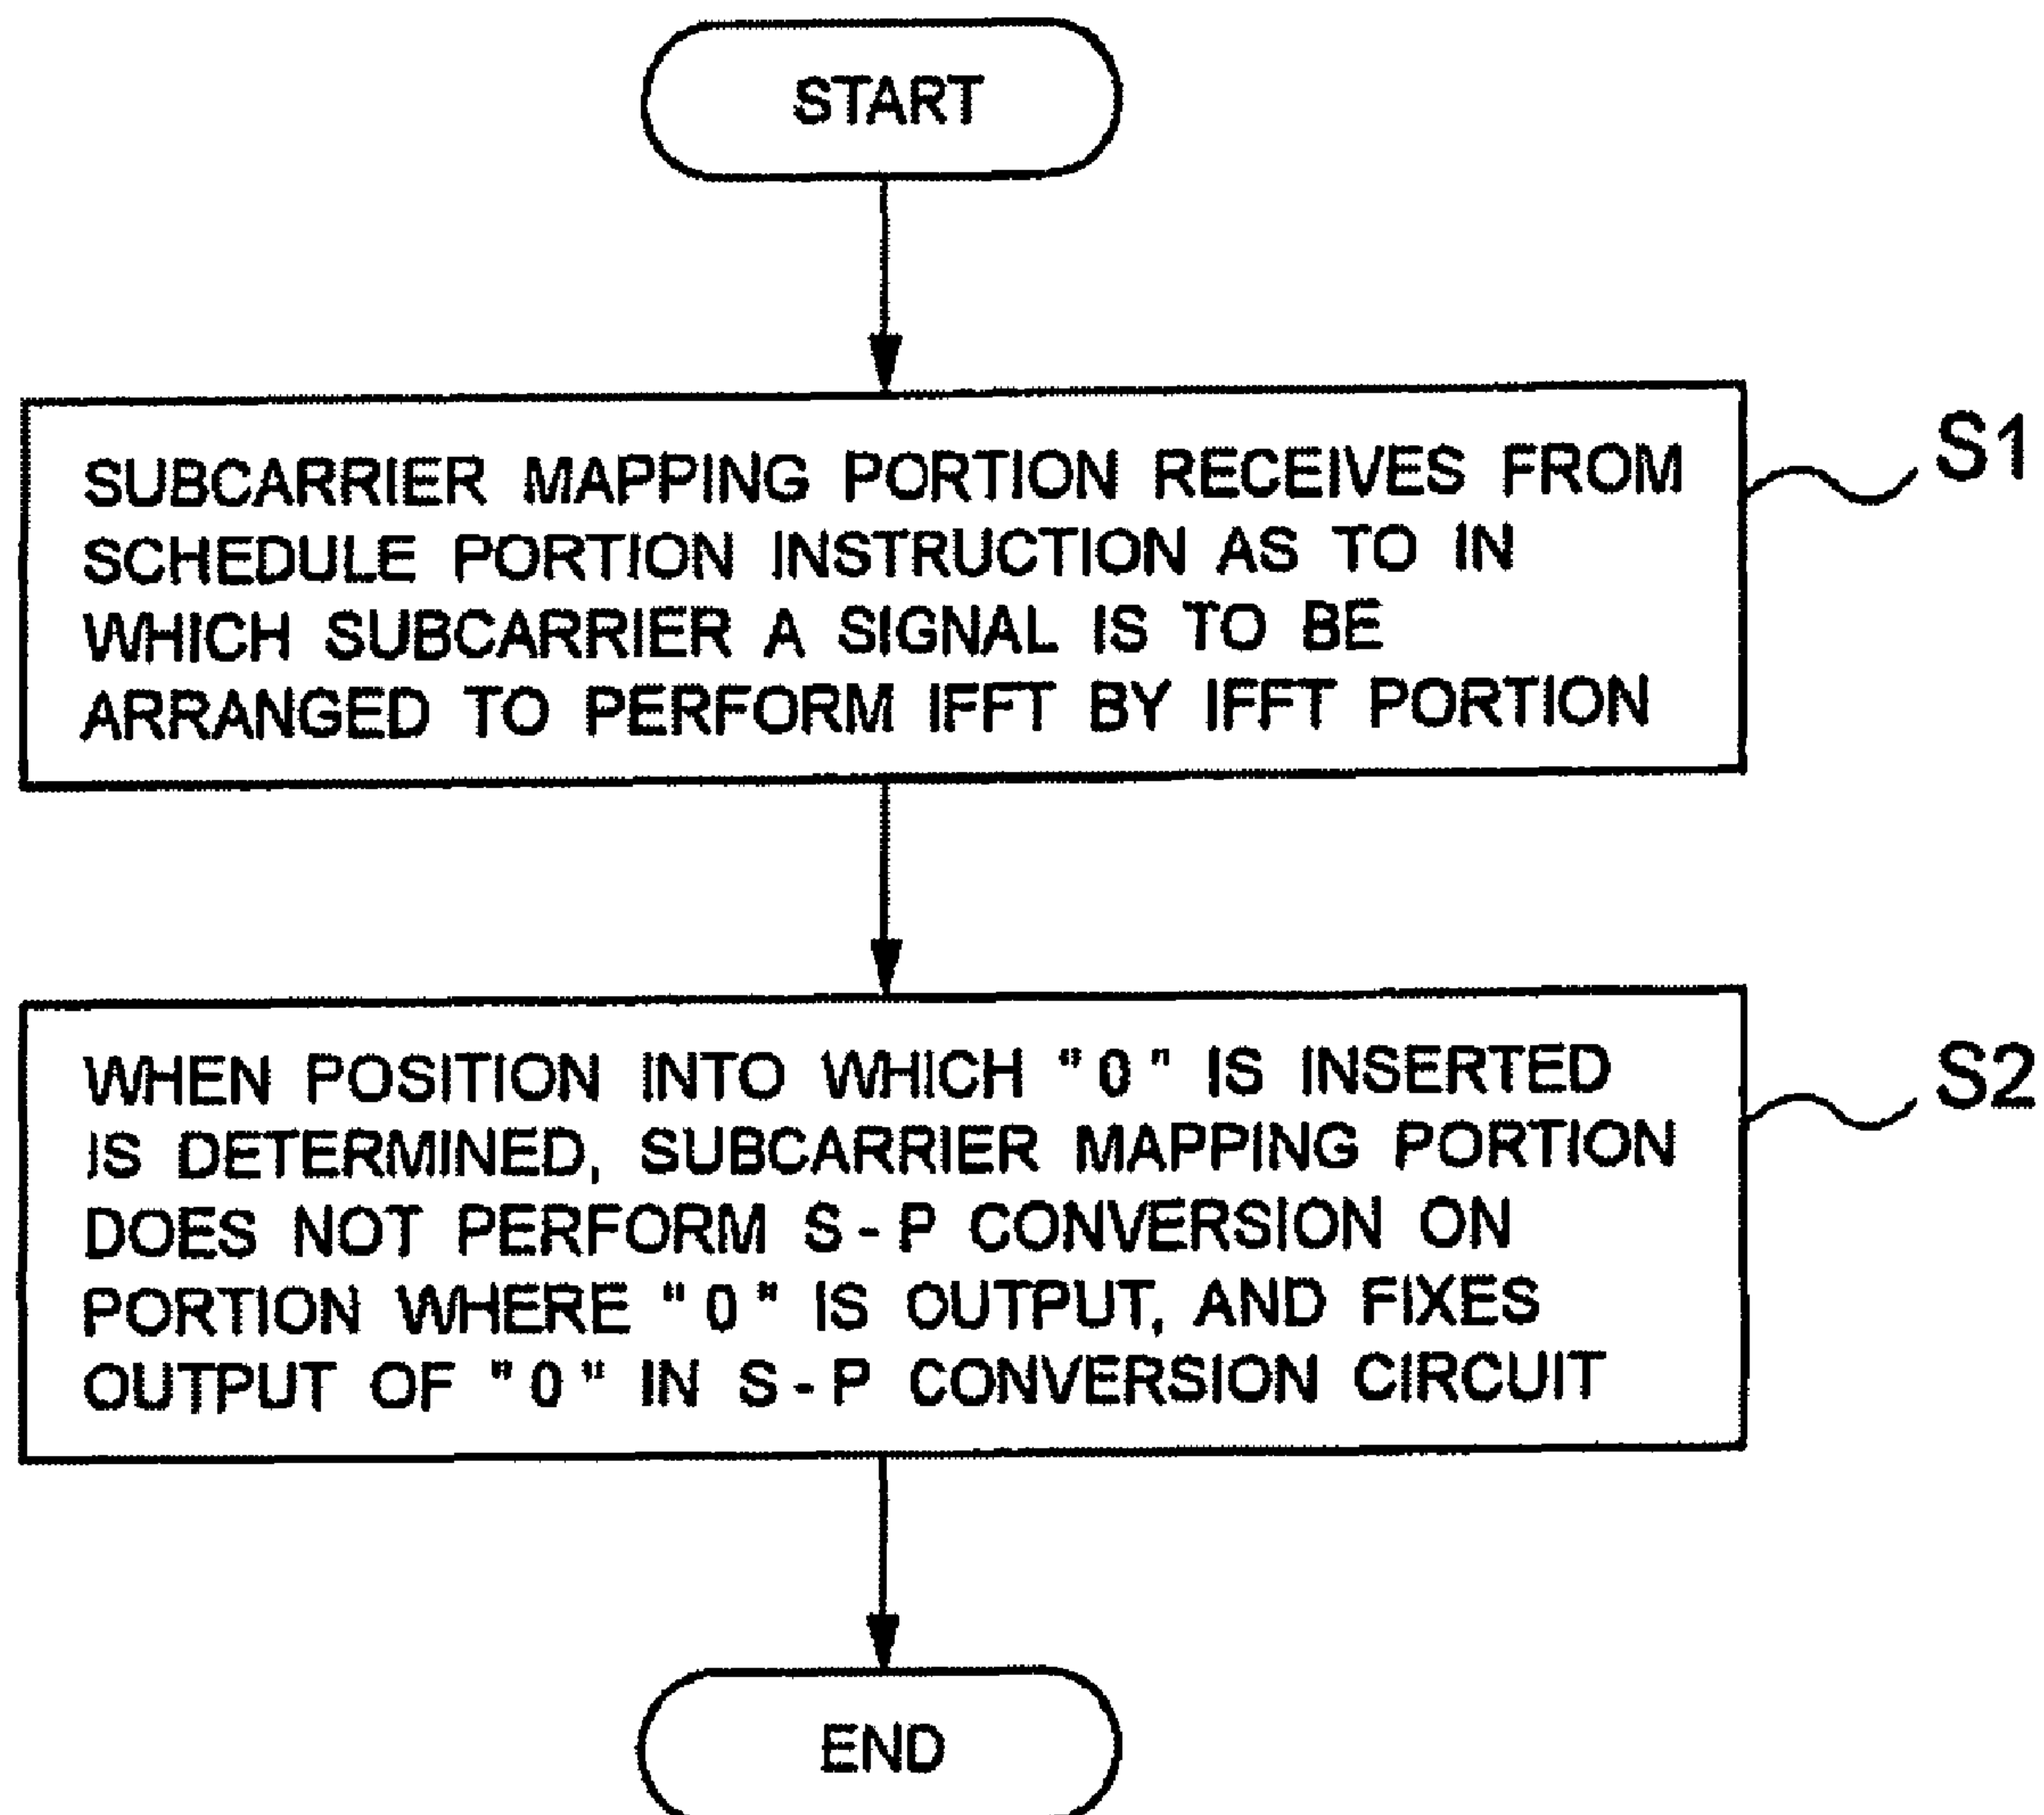 START
SUBCARRIER MAPPING PORTION RECEIVES FROM
SCHEDULE PORTION INSTRUCTION AS TO IN
WHICH SUBCARRIER A SIGNAL IS TO BE
ARRANGED TO PERFORM IFFT BY IFFT PORTION
S1
WHEN POSITION INTO WHICH "0" IS INSERTED
IS DETERMINED, SUBCARRIER MAPPING PORTION
DOES NOT PERFORM S-P CONVERSION ON
PORTION WHERE "0" IS OUTPUT, AND FIXES
OUTPUT OF "0" IN S-P CONVERSION CIRCUIT
S2
END